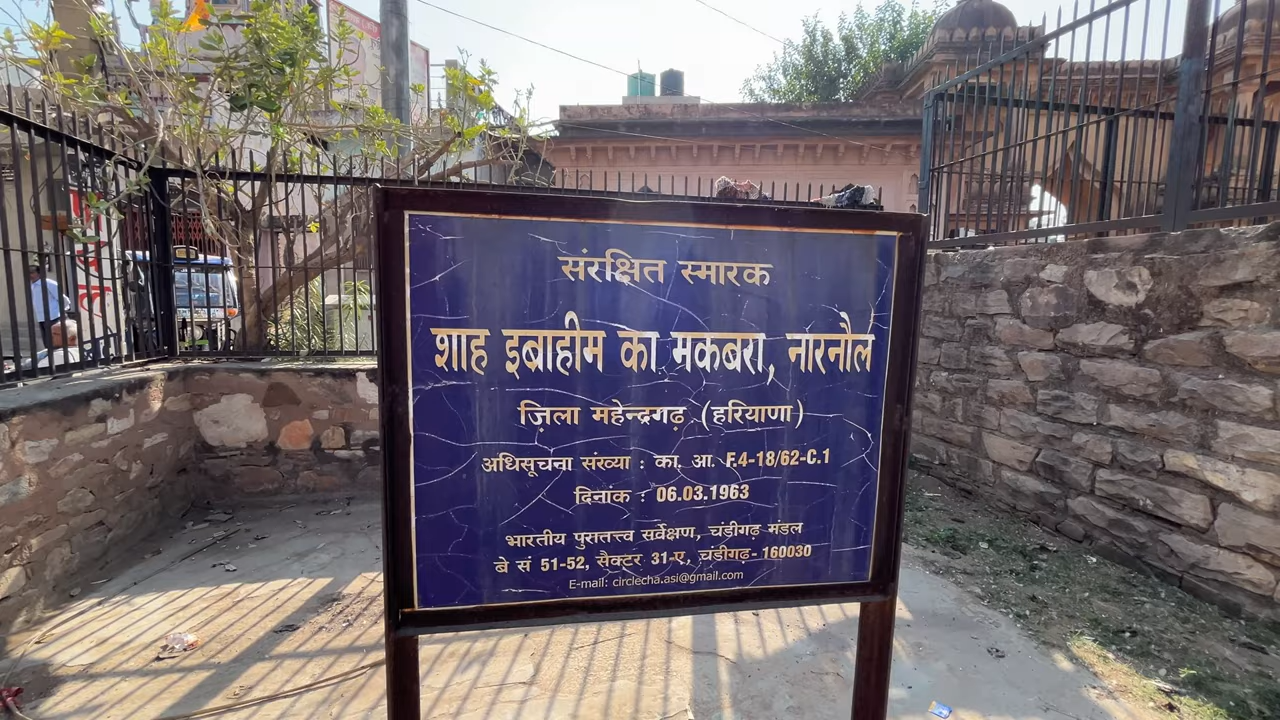 संरक्षित स्मारक
शाह इब्राहीम का मकबरा, नारनौल
ज़िला महेन्द्रगढ़ (हरियाणा)
अधिसूचना संख्या : का. आ. F.4-18/62-C.1
दिनांक : 06.03.1963
भारतीय पुरातत्त्व सर्वेक्षण, चंडीगढ़ मंडल
बे सं 51-52, सैक्टर 31-ए, चंडीगढ़- 160030
E-mail: circlecha.asi@gmail.com